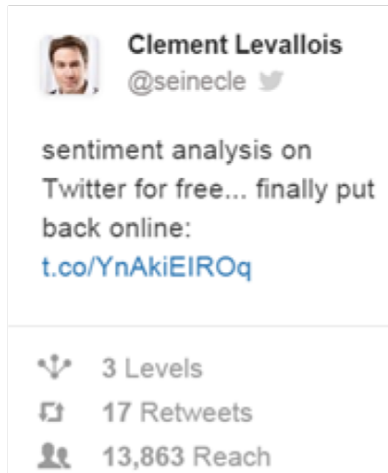 Clement Levallois
@seinecle
sentiment analysis on
Twitter for free... finally put
back online:
t.co/YnAkiEIROq
3 Levels
17 Retweets
13,863 Reach